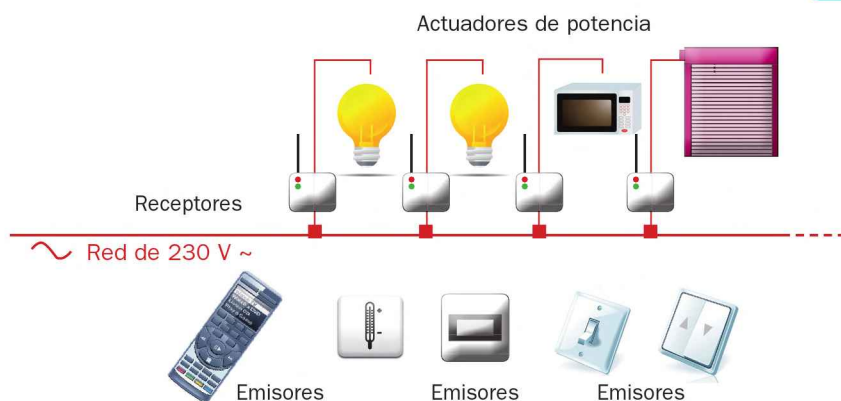 Actuadores de potencia
Receptores
Red de 230 V ~
Emisores
Emisores
Emisores